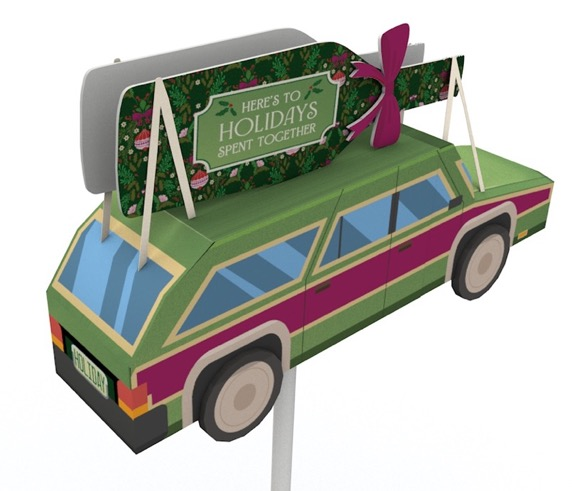 HERE'S TO
HOLIDAYS
SPENT TOGETHER
HOLIDAY